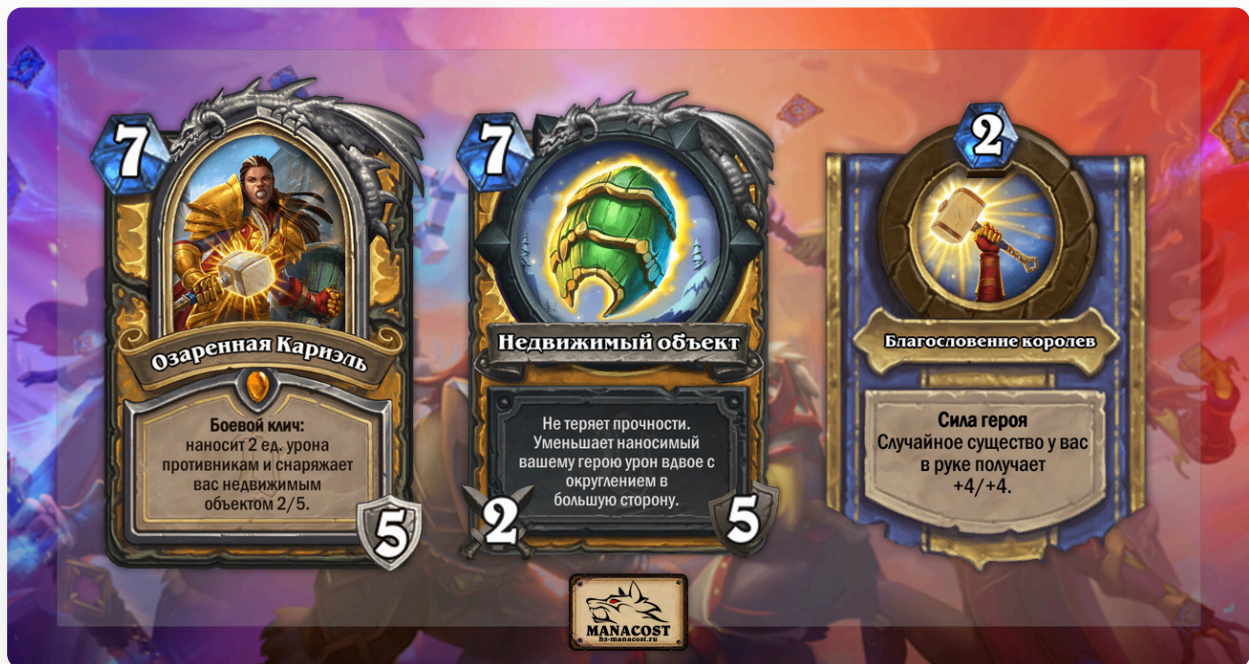 7
Озаренная Кариэль
Боевой клич:
наносит 2 ед. урона
противникам и снаряжает
вас недвижимым
объектом 2/5.
5
7
Недвижимый объект
Не теряет прочности.
Уменьшает наносимый
вашему герою урон вдвое с
округлением в
большую сторону.
2
5
2
Благословение королев
Сила героя
Случайное существо у вас
в руке получает
+4/+4.
MANACOST
hs-manacost.ru